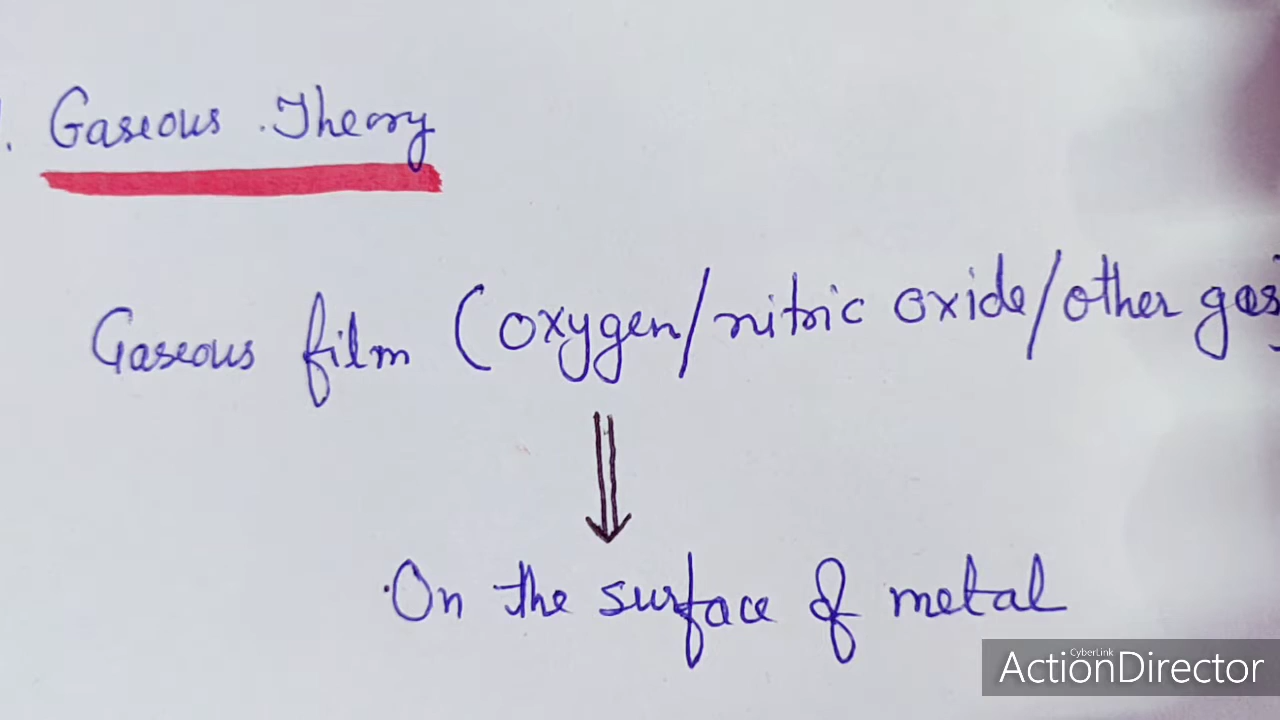 . Gaseous Theory
Gaseous film (oxygen/nitric oxide/other gas
On the surface of metal
CyberLink
ActionDirector